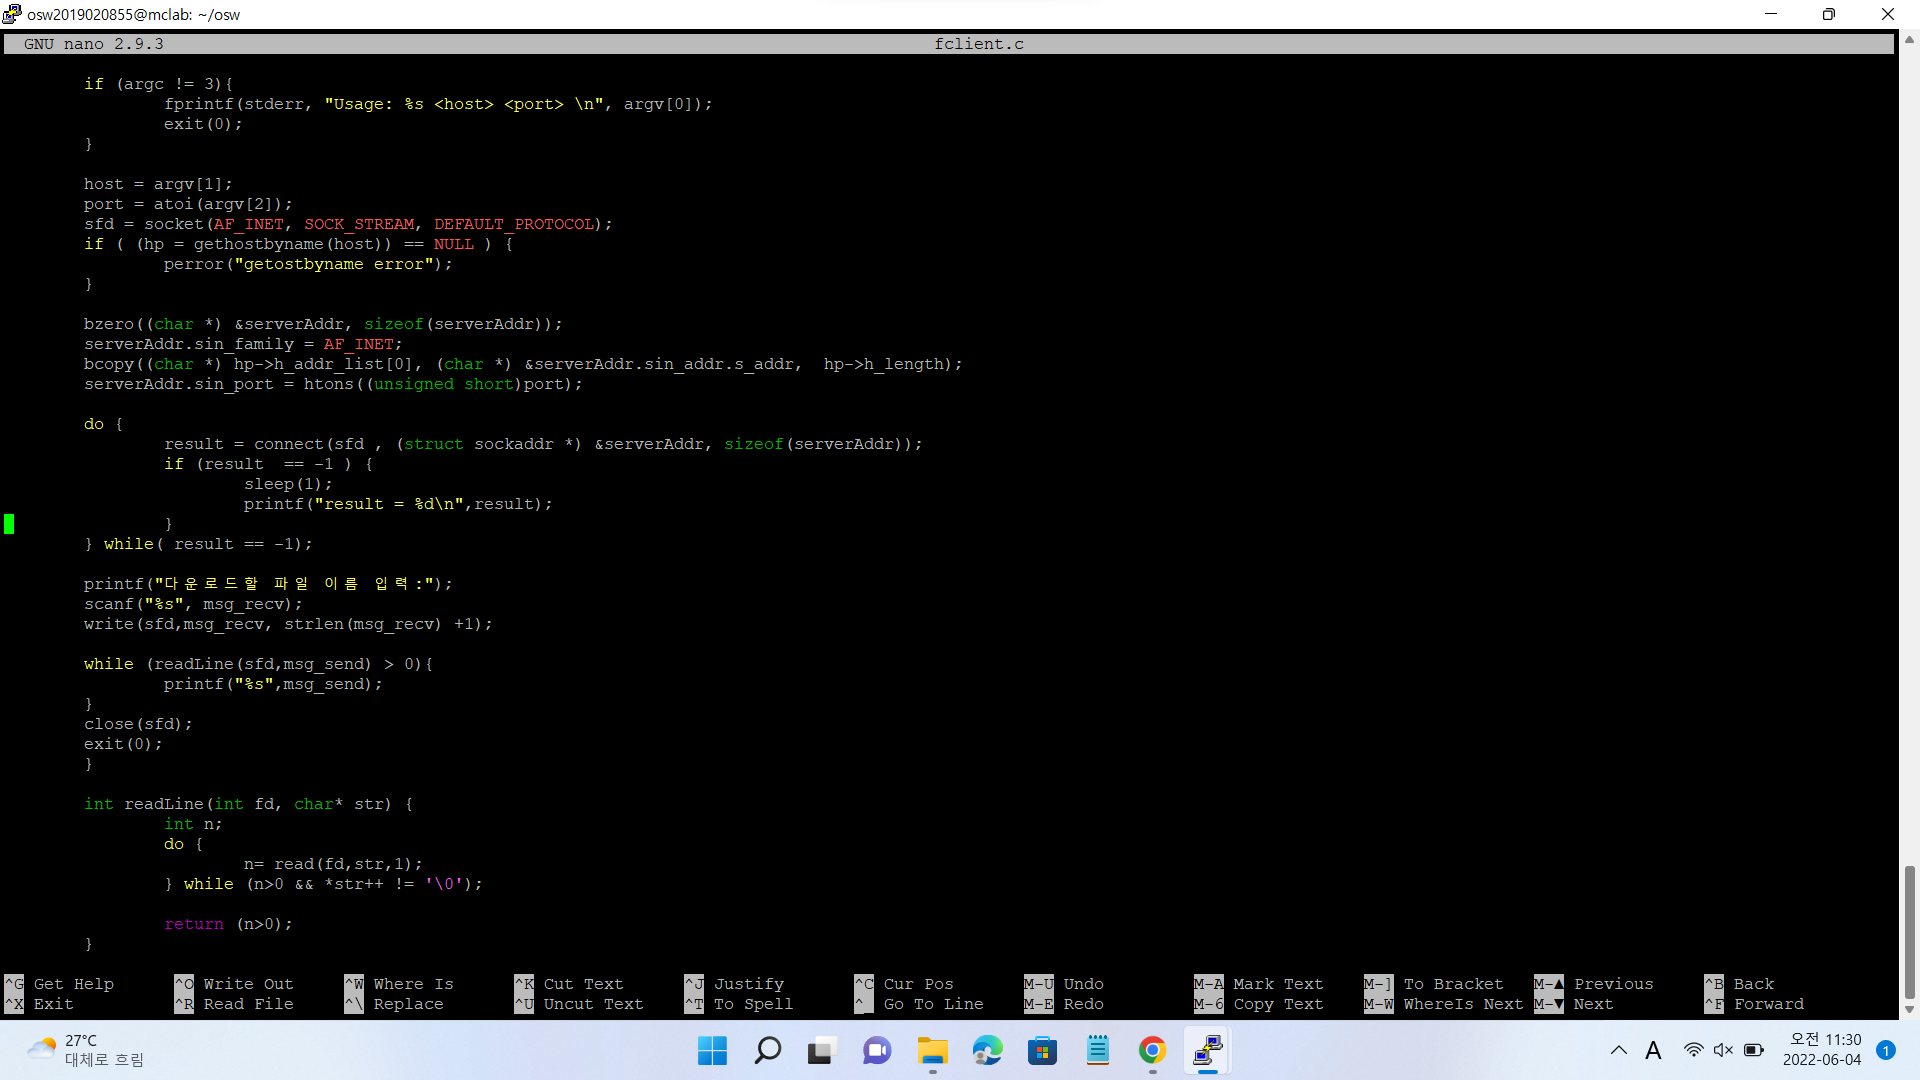 osw2019020855@mclab: ~/osw
GNU nano 2.9.3 fclient.c
if (argc != 3){
fprintf(stderr, "Usage: %s <host> <port> \n", argv[0]);
exit(0);
}
host = argv[1];
port = atoi(argv[2]);
sfd = socket(AF_INET, SOCK_STREAM, DEFAULT_PROTOCOL);
if ( (hp = gethostbyname(host)) == NULL ) {
perror("getostbyname error");
}
bzero((char *) &serverAddr, sizeof(serverAddr));
serverAddr.sin_family = AF_INET;
bcopy((char *) hp->h_addr_list[0], (char *) &serverAddr.sin_addr.s_addr,  hp->h_length);
serverAddr.sin_port = htons((unsigned short)port);
do {
result = connect(sfd , (struct sockaddr *) &serverAddr, sizeof(serverAddr));
if (result  == -1 ) {
sleep(1);
printf("result = %d\n",result);
}
} while( result == -1);
printf("다운로드할 파일 이름 입력:");
scanf("%s", msg_recv);
write(sfd,msg_recv, strlen(msg_recv) +1);
while (readLine(sfd,msg_send) > 0){
printf("%s",msg_send);
}
close(sfd);
exit(0);
}
int readLine(int fd, char* str) {
int n;
do {
n= read(fd,str,1);
} while (n>0 && *str++ != '\0');
return (n>0);
}
^G Get Help ^O Write Out ^W Where Is ^K Cut Text ^J Justify ^C Cur Pos M-U Undo M-A Mark Text M-] To Bracket M-▲ Previous ^B Back
^X Exit ^R Read File ^\ Replace ^U Uncut Text ^T To Spell ^_ Go To Line M-E Redo M-6 Copy Text M-W WhereIs Next M-▼ Next ^F Forward
27°C
대체로 흐림
A
오전 11:30
2022-06-04
1